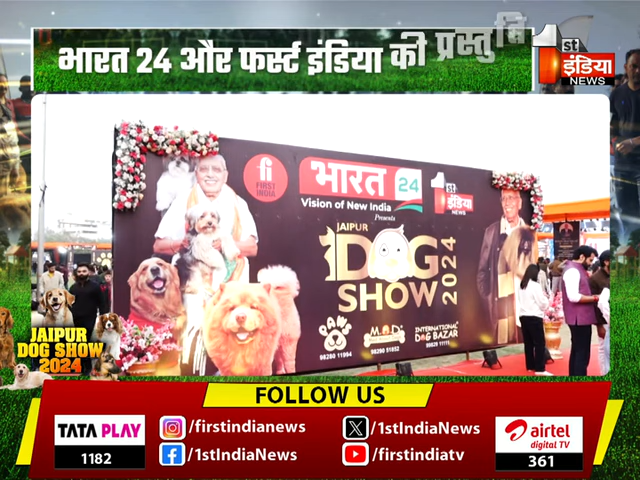 भारत 24 और फर्स्ट इंडिया की प्रस्तुति
1st
इंडिया
NEWS
fi
FIRST
INDIA
भारत 24
Vision of New India
1st
इंडिया
NEWS
Presents
JAIPUR
DOG
SHOW
2024
PAWS
98280 11994
M.A.D's
INTERNATIONAL
DOG BAZAR
JAIPUR
DOG SHOW
2024
FOLLOW US
TATA PLAY
1182
/firstindianews
/1stIndiaNews
/1stIndiaNews
/firstindiatv
airtel
digital TV
361